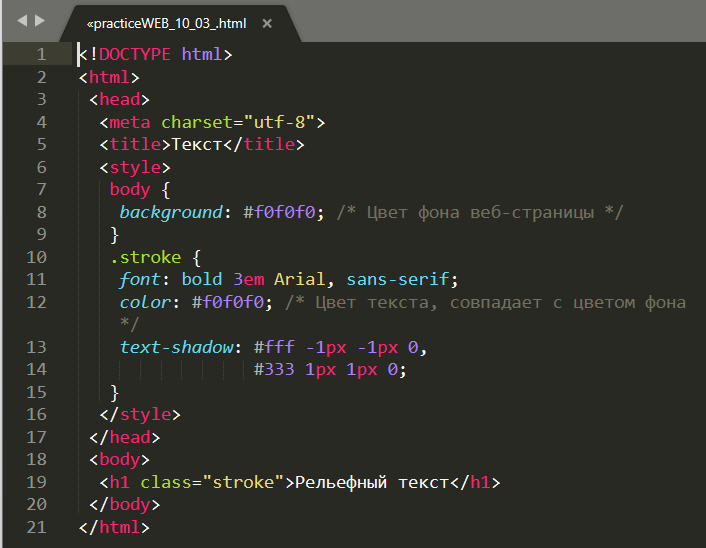 «practiceWEB_10_03_.html ×
1 <!DOCTYPE html>
2 <html>
3 <head>
4 <meta charset="utf-8">
5 <title>Текст</title>
6 <style>
7 body {
8 background: #f0f0f0; /* Цвет фона веб-страницы */
9 }
10 .stroke {
11 font: bold 3em Arial, sans-serif;
12 color: #f0f0f0; /* Цвет текста, совпадает с цветом фона
*/
13 text-shadow: #fff -1px -1px 0,
14 #333 1px 1px 0;
15 }
16 </style>
17 </head>
18 <body>
19 <h1 class="stroke">Рельефный текст</h1>
20 </body>
21 </html>